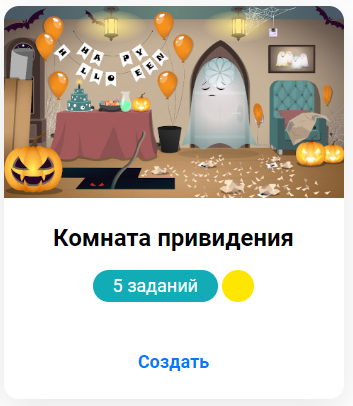 HAPPY
HALLOWEEN
Комната привидения
5 заданий
Создать